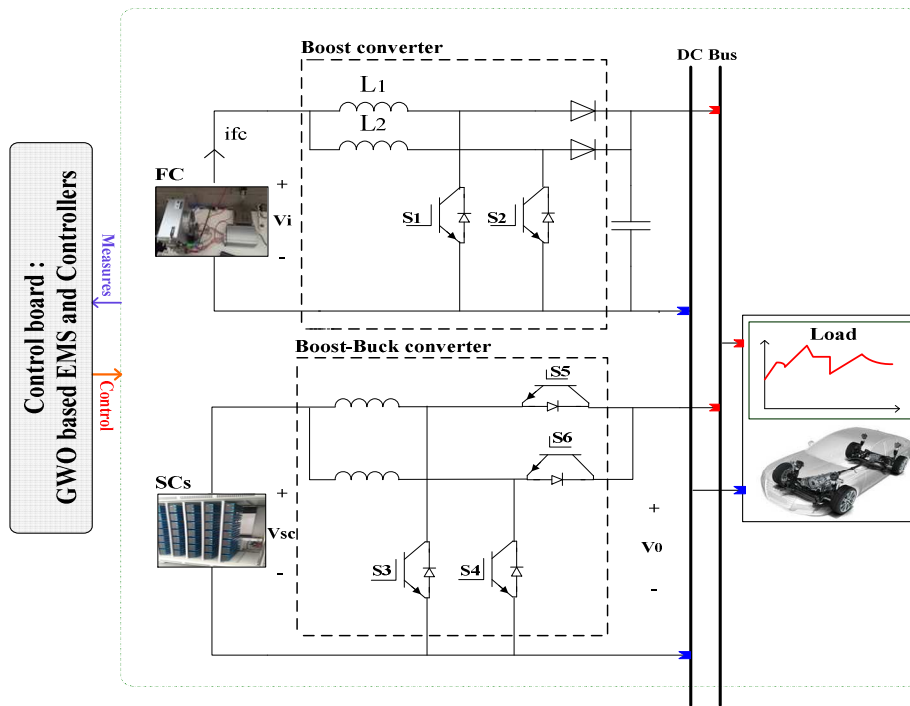 Boost converter
DC Bus
L1
L2
ifc
FC
+
Vi
-
S1
S2
Control board :
GWO based EMS and Controllers
Measures
Control
Boost-Buck converter
S5
S6
SCs
+
Vsc
-
S3
S4
+
V0
-
Load